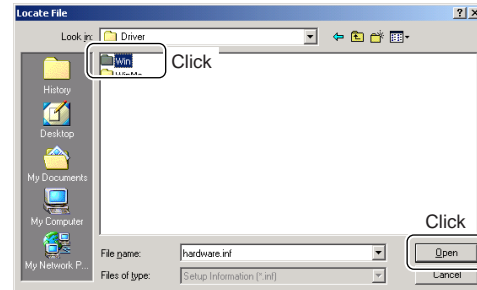 Locate File
Look in: Driver
Win Click
WinMe
History
Desktop
My Documents
My Computer
Click
My Network P...
File name: hardware.inf Open
Files of type: Setup Information (*.inf) Cancel